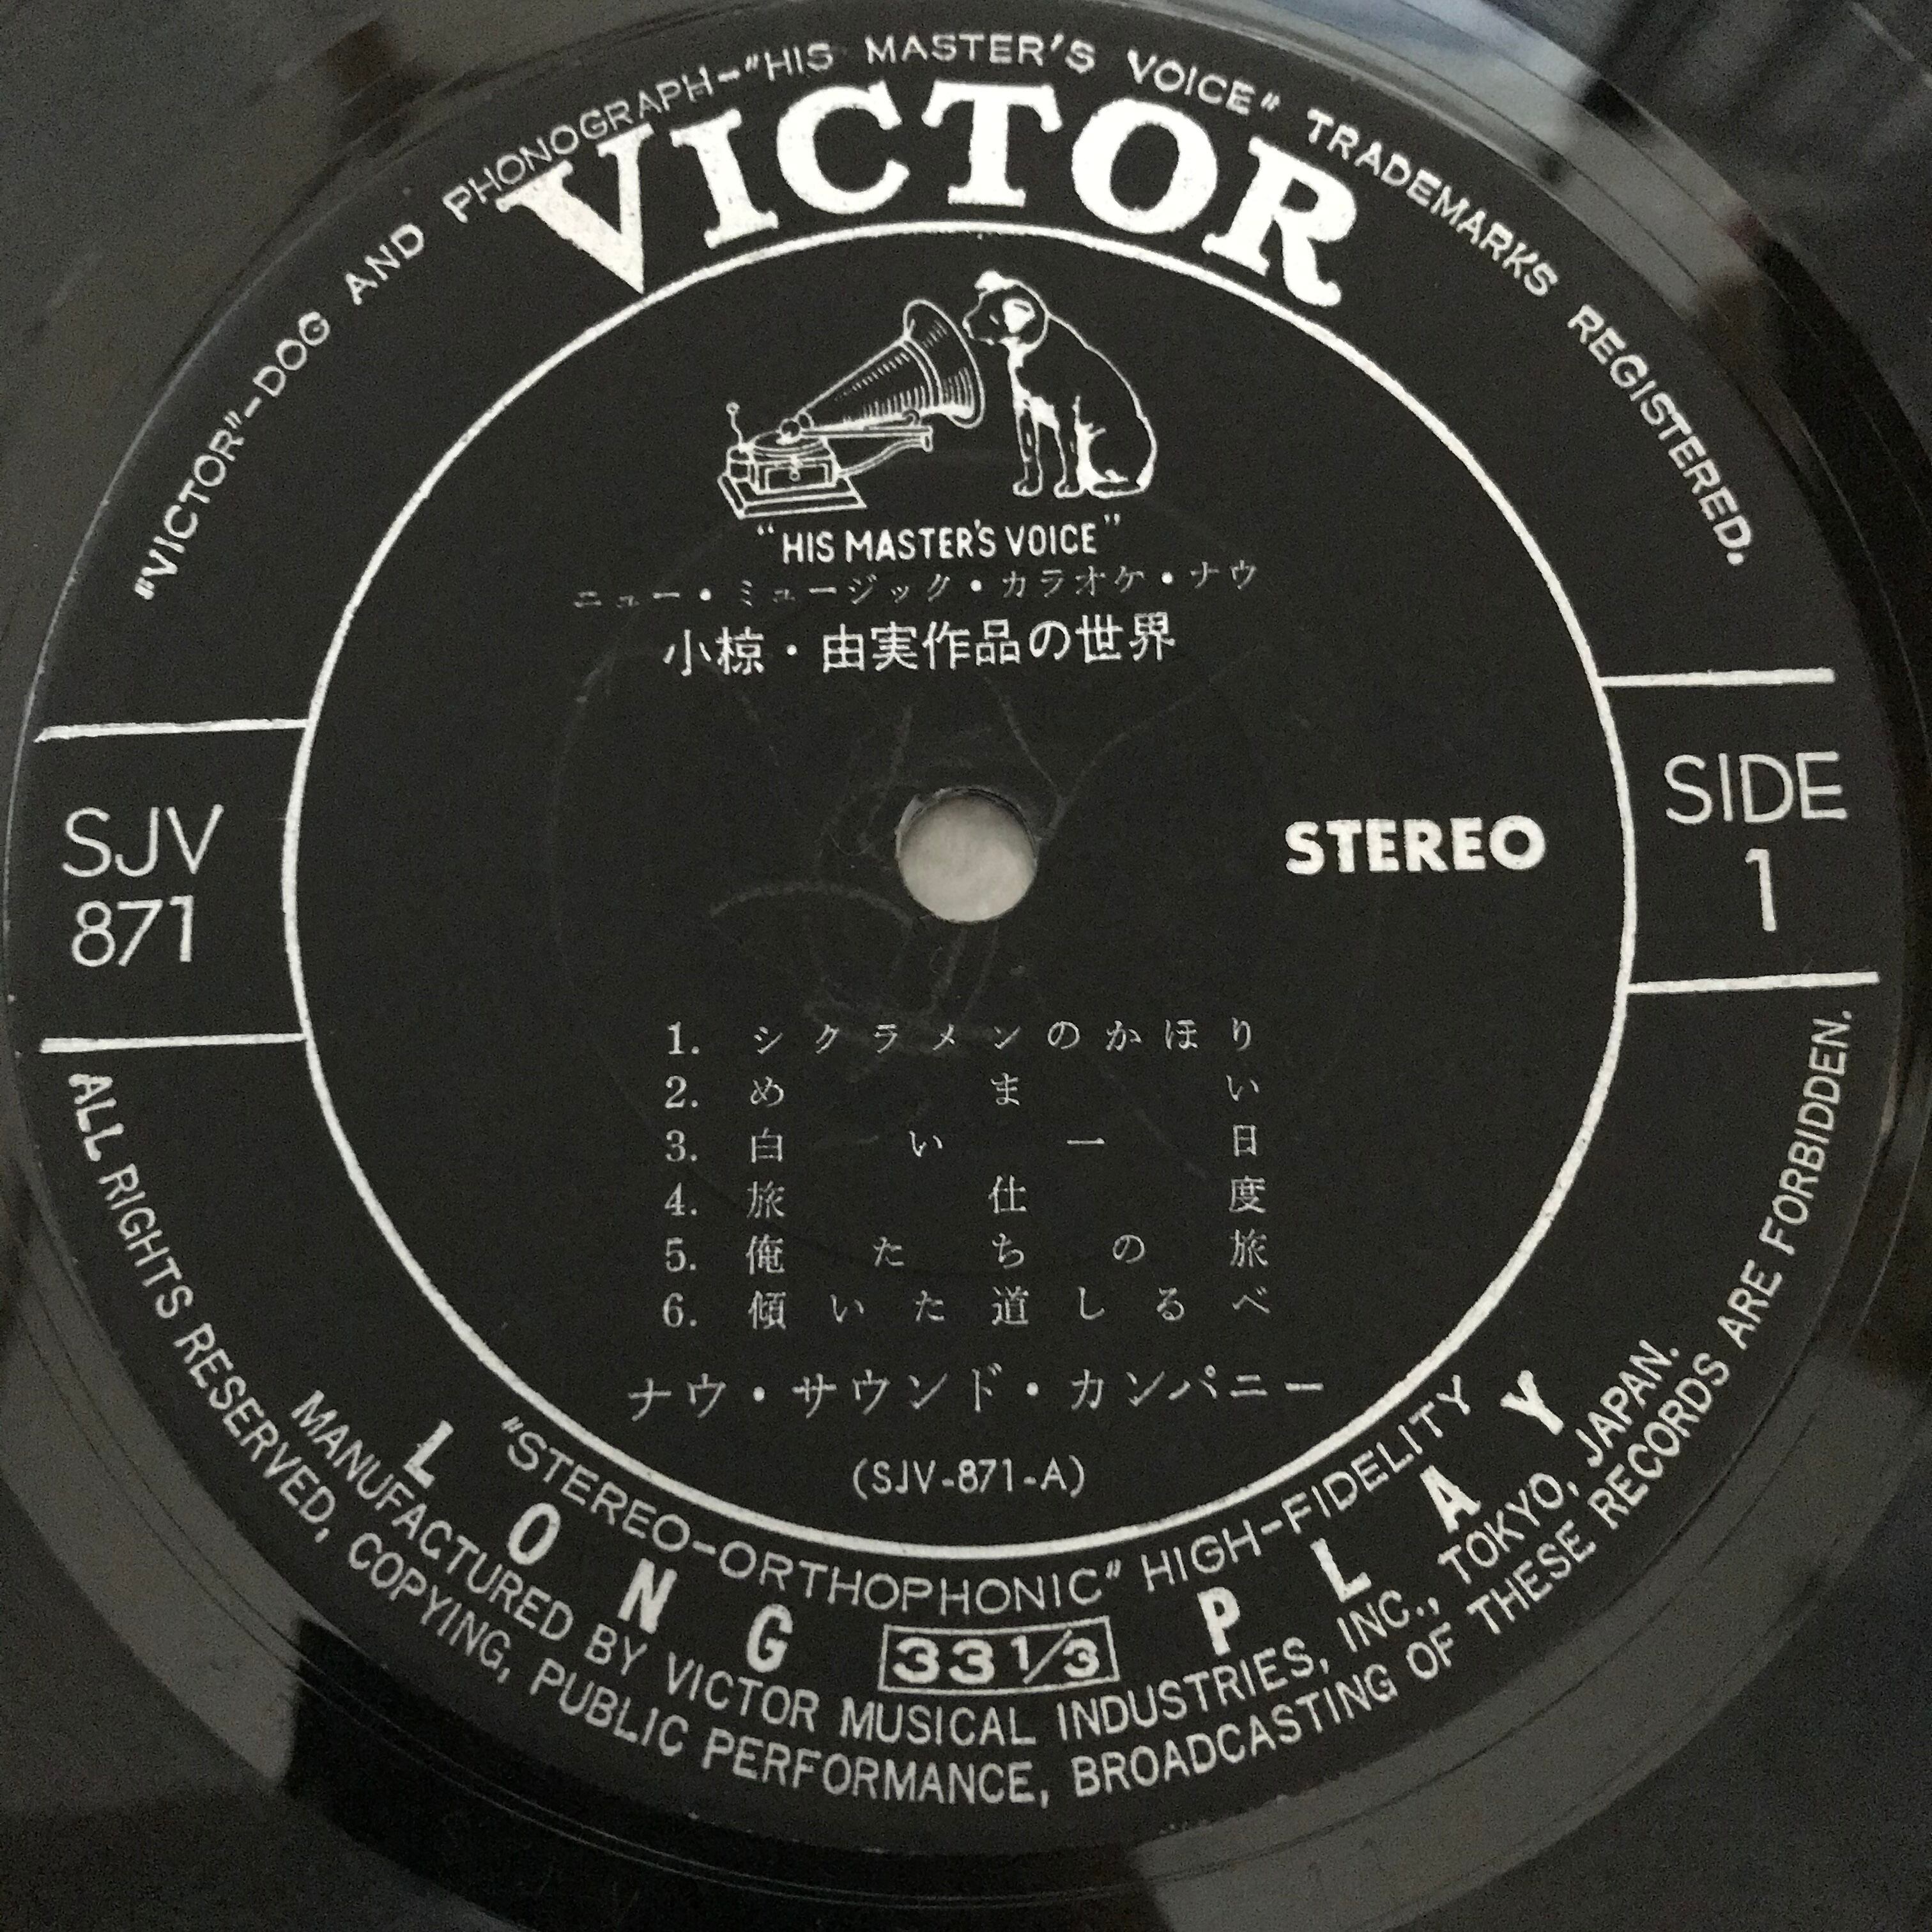 "VICTOR"-DOG AND PHONOGRAPH-"HIS MASTER'S VOICE" TRADEMARKS REGISTERED.
VICTOR
"HIS MASTER'S VOICE"
ニュー・ミュージック・カラオケ・ナウ
小椋・由実作品の世界
SJV
871
STEREO
SIDE
1
1. シクラメンのかほり
2. めまい
3. 白い一日
4. 旅仕度
5. 俺たちの旅
6. 傾いた道しるべ
ナウ・サウンド・カンパニー
(SJV-871-A)
"STEREO-ORTHOPHONIC" HIGH-FIDELITY
LONG 33 1/3 PLAY
MANUFACTURED BY VICTOR MUSICAL INDUSTRIES, INC., TOKYO, JAPAN.
ALL RIGHTS RESERVED, COPYING, PUBLIC PERFORMANCE, BROADCASTING OF THESE RECORDS ARE FORBIDDEN.